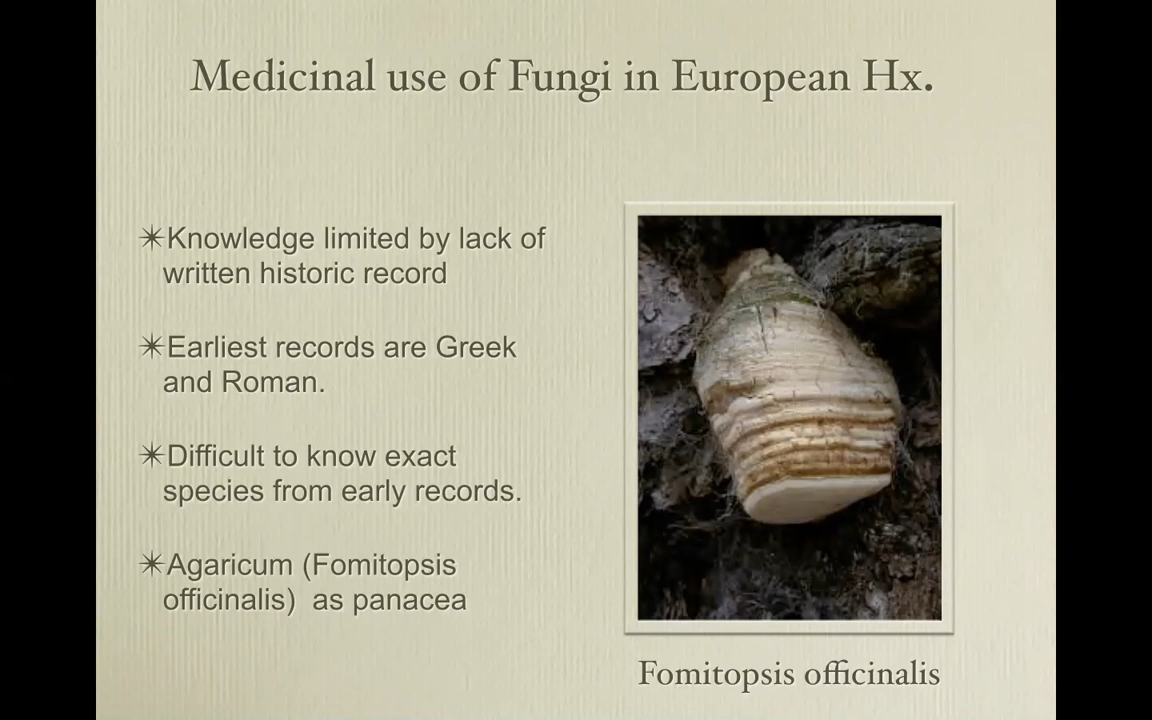 Medicinal use of Fungi in European Hx.
✴Knowledge limited by lack of
written historic record
✴Earliest records are Greek
and Roman.
✴Difficult to know exact
species from early records.
✴Agaricum (Fomitopsis
officinalis)  as panacea
Fomitopsis officinalis